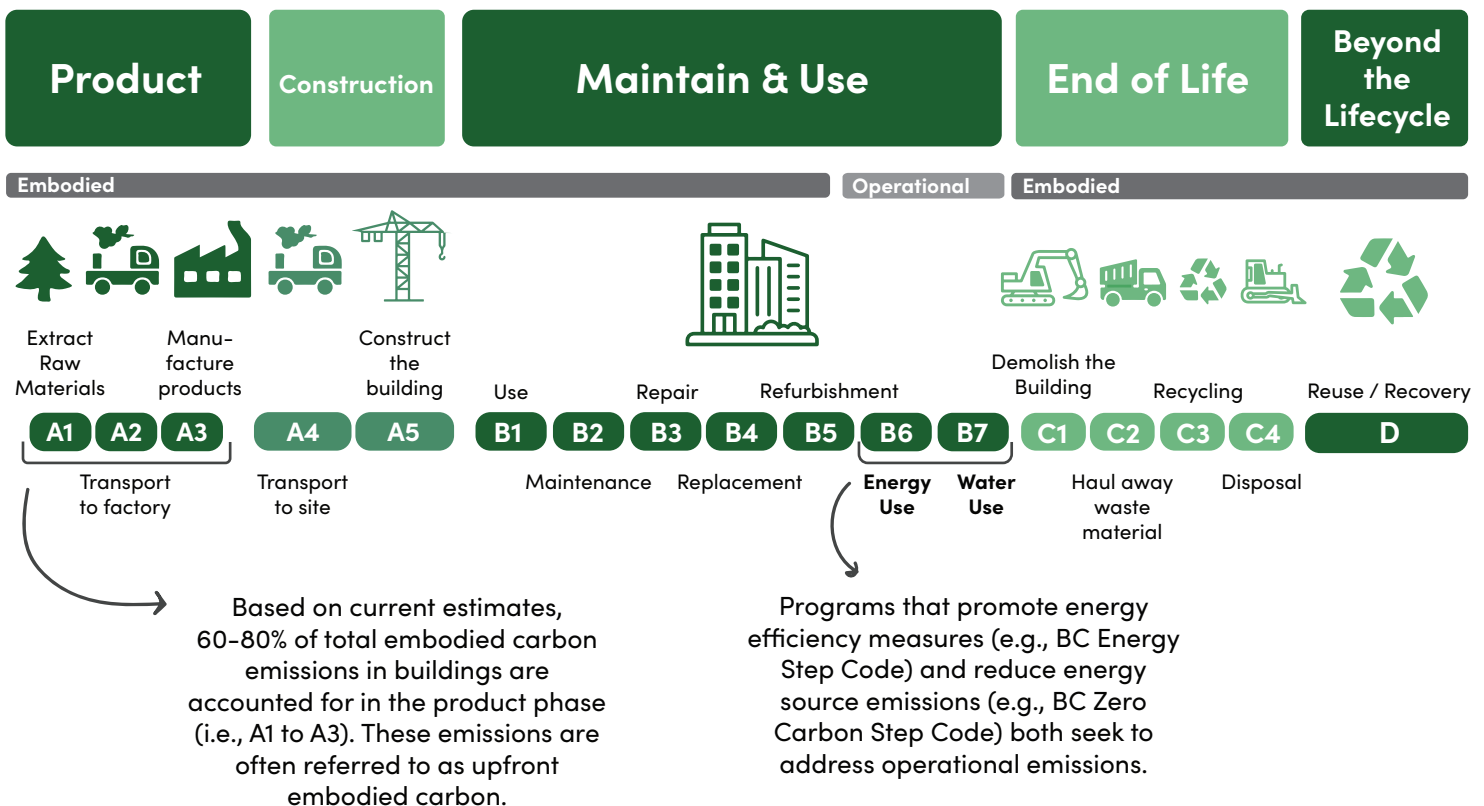 Product
Construction
Maintain & Use
End of Life
Beyond
the
Lifecycle
Embodied
Operational
Embodied
Extract
Raw
Materials
Manu-
facture
products
Construct
the
building
Use
Repair
Refurbishment
Demolish the
Building
Recycling
Reuse / Recovery
A1
A2
A3
A4
A5
B1
B2
B3
B4
B5
B6
B7
C1
C2
C3
C4
D
Transport
to factory
Transport
to site
Maintenance
Replacement
Energy
Use
Water
Use
Haul away
waste
material
Disposal
Based on current estimates,
60-80% of total embodied carbon
emissions in buildings are
accounted for in the product phase
(i.e., A1 to A3). These emissions are
often referred to as upfront
embodied carbon.
Programs that promote energy
efficiency measures (e.g., BC Energy
Step Code) and reduce energy
source emissions (e.g., BC Zero
Carbon Step Code) both seek to
address operational emissions.